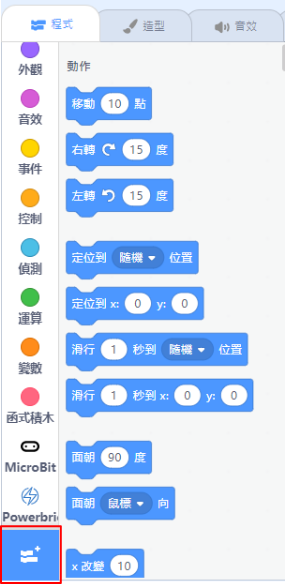 程式 造型 音效
外觀
音效
事件
控制
偵測
運算
變數
函式積木
MicroBit
Powerbri
動作
移動 10 點
右轉 15 度
左轉 15 度
定位到 隨機 位置
定位到 x: 0 y: 0
滑行 1 秒到 隨機 位置
滑行 1 秒到 x: 0 y: 0
面朝 90 度
面朝 鼠標 向
x 改變 10